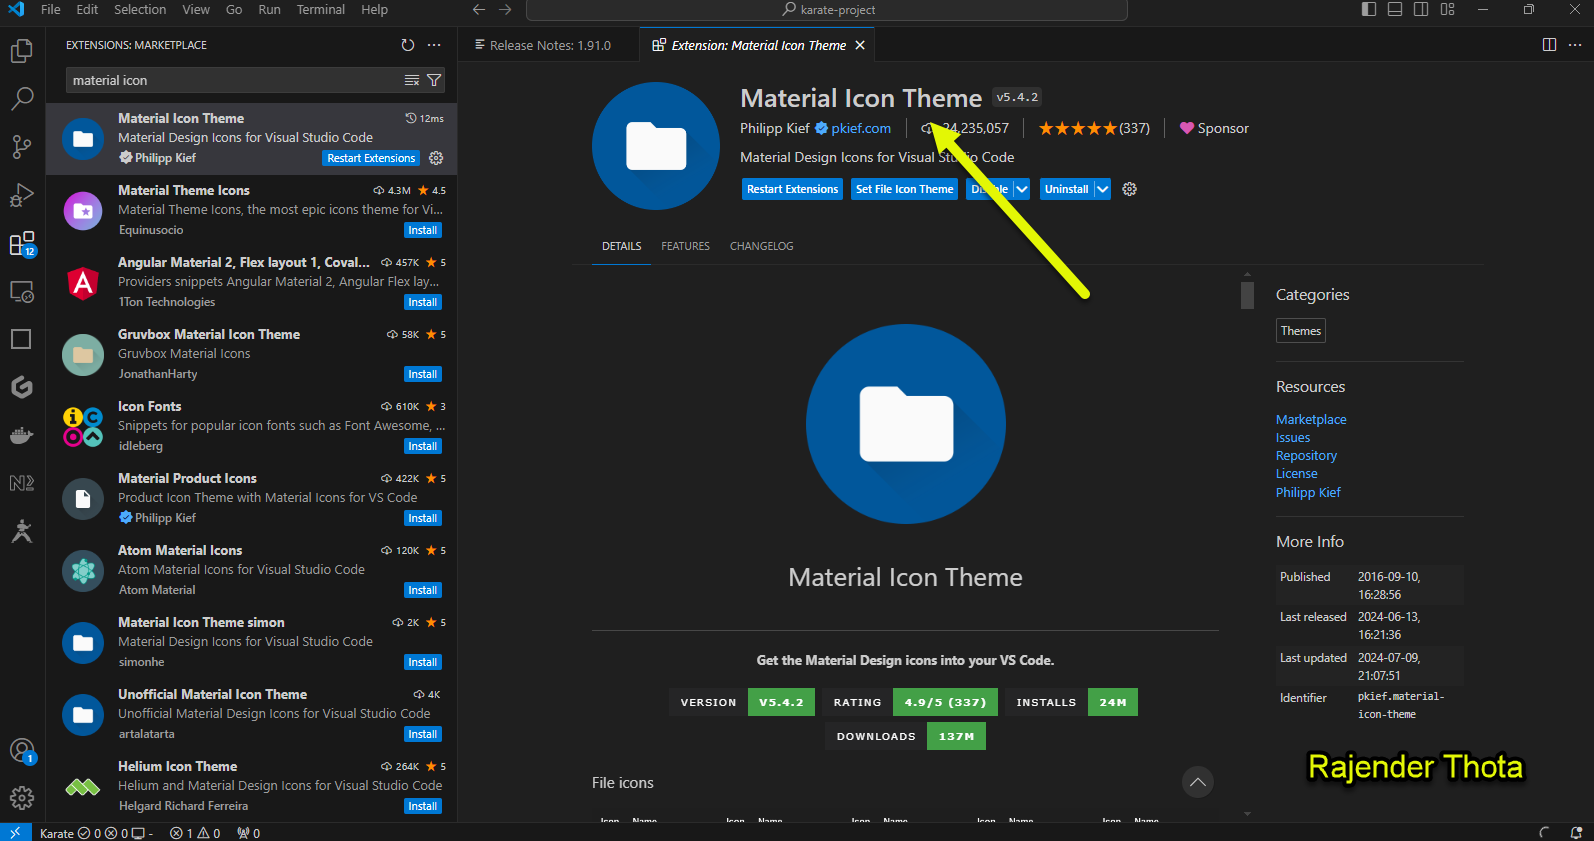 File Edit Selection View Go Run Terminal Help
karate-project
EXTENSIONS: MARKETPLACE
material icon
Material Icon Theme 12ms
Material Design Icons for Visual Studio Code
Philipp Kief Restart Extensions
Material Theme Icons 4.3M 4.5
Material Theme Icons, the most epic icons theme for Vi...
Equinusocio Install
Angular Material 2, Flex layout 1, Coval... 457K 5
Providers snippets Angular Material 2, Angular Flex lay...
1Ton Technologies Install
Gruvbox Material Icon Theme 58K 5
Gruvbox Material Icons
JonathanHarty Install
Icon Fonts 610K 3
Snippets for popular icon fonts such as Font Awesome, ...
idleberg Install
Material Product Icons 422K 5
Product Icon Theme with Material Icons for VS Code
Philipp Kief Install
Atom Material Icons 120K 5
Atom Material Icons for Visual Studio Code
Atom Material Install
Material Icon Theme simon 2K 5
Material Design Icons for Visual Studio Code
simonhe Install
Unofficial Material Icon Theme 4K
Unofficial Material Design Icons for Visual Studio Code
artalatarta Install
Helium Icon Theme 264K 5
Helium and Material Design Icons for Visual Studio Code
Helgard Richard Ferreira Install
12
1
Release Notes: 1.91.0 Extension: Material Icon Theme
Material Icon Theme v5.4.2
Philipp Kief pkief.com 24,235,057 (337) Sponsor
Material Design Icons for Visual Studio Code
Restart Extensions Set File Icon Theme Disable Uninstall
DETAILS FEATURES CHANGELOG
Material Icon Theme
Get the Material Design icons into your VS Code.
VERSION V5.4.2 RATING 4.9/5 (337) INSTALLS 24M
DOWNLOADS 137M
File icons
Icon Name Icon Name Icon Name Icon Name Icon Name
Categories
Themes
Resources
Marketplace
Issues
Repository
License
Philipp Kief
More Info
Published 2016-09-10,
16:28:56
Last released 2024-06-13,
16:21:36
Last updated 2024-07-09,
21:07:51
Identifier pkief.material-
icon-theme
Rajender Thota
Karate 0 0 - 1 0 0